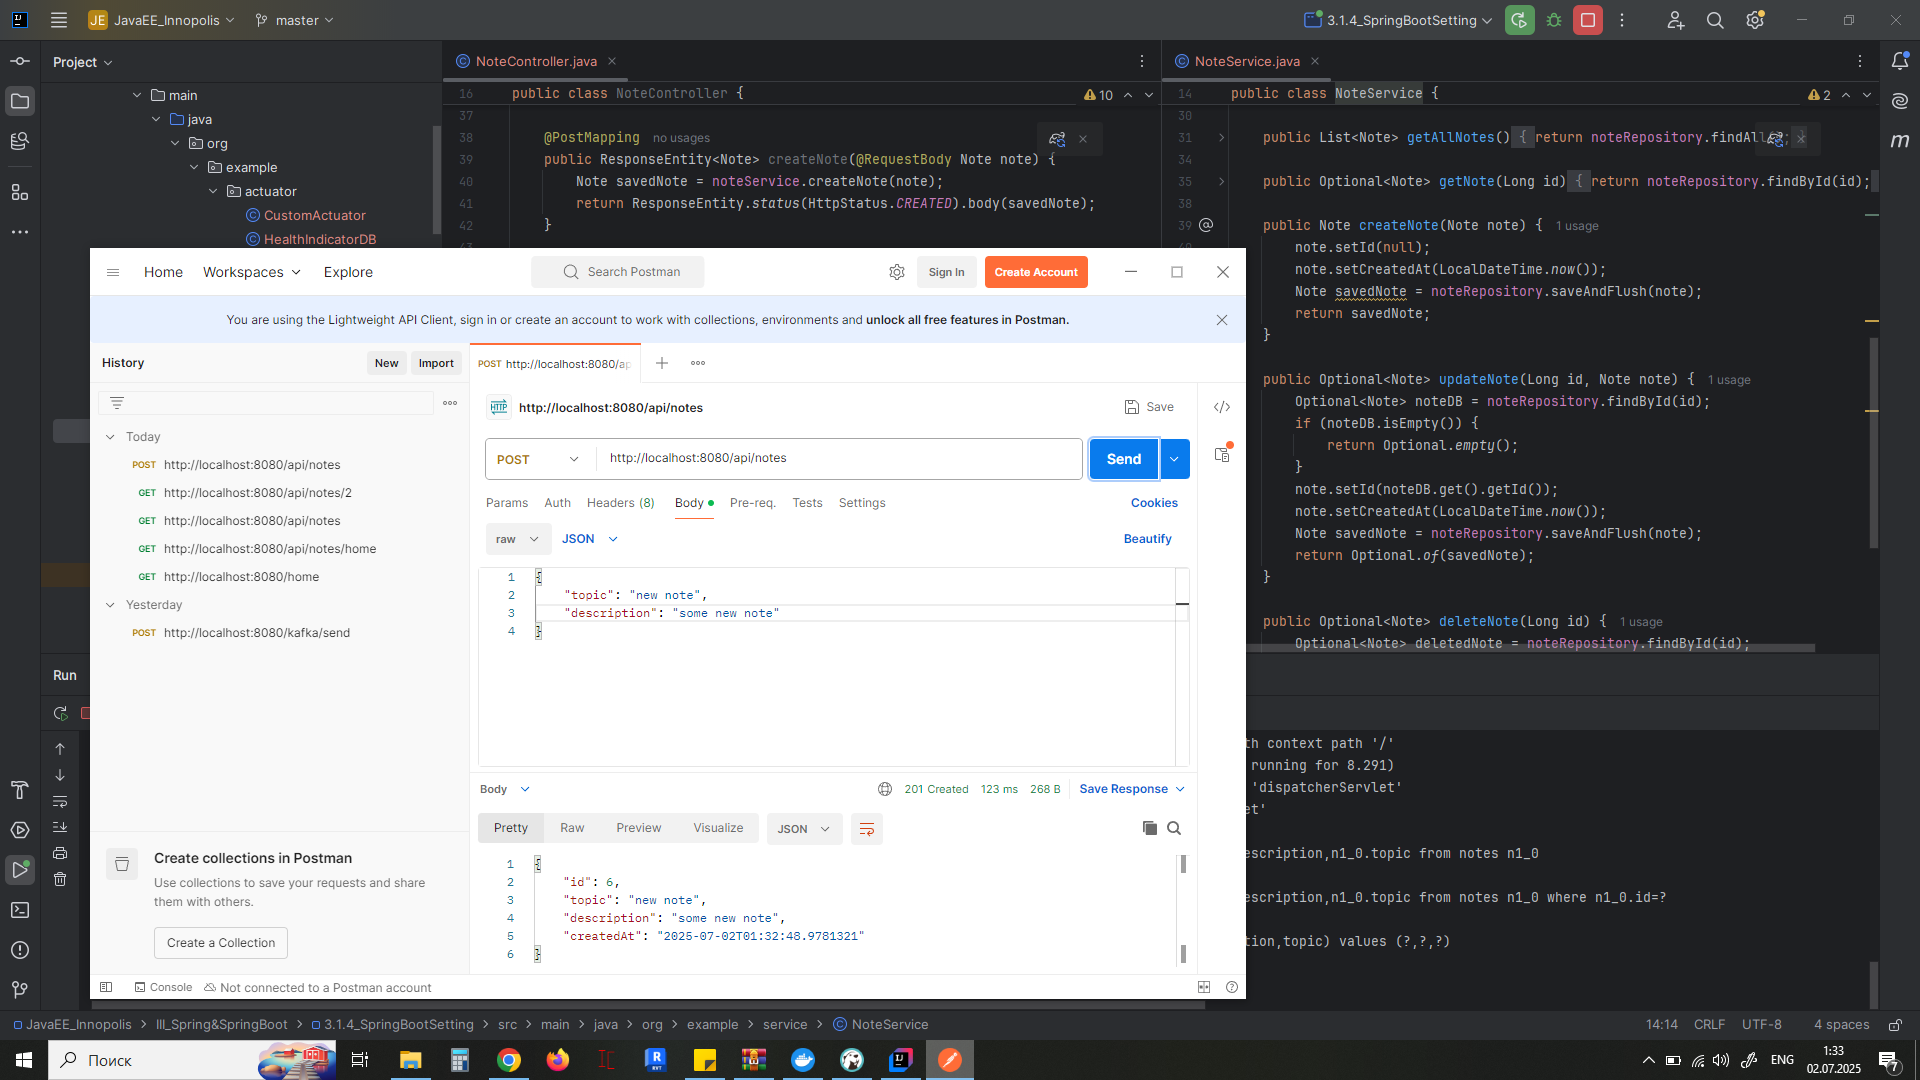 JE JavaEE_Innopolis
master
3.1.4_SpringBootSetting
Project
main
java
org
example
actuator
CustomActuator
HealthIndicatorDB
NoteController.java
16 public class NoteController {
10
37
38 @PostMapping no usages
39 public ResponseEntity<Note> createNote(@RequestBody Note note) {
40 Note savedNote = noteService.createNote(note);
41 return ResponseEntity.status(HttpStatus.CREATED).body(savedNote);
42 }
43
NoteService.java
14 public class NoteService {
2
30
31 public List<Note> getAllNotes() { return noteRepository.findAll(); }
34
35 public Optional<Note> getNote(Long id) { return noteRepository.findById(id);
38
39 public Note createNote(Note note) { 1 usage
note.setId(null);
note.setCreatedAt(LocalDateTime.now());
Note savedNote = noteRepository.saveAndFlush(note);
return savedNote;
}
public Optional<Note> updateNote(Long id, Note note) { 1 usage
Optional<Note> noteDB = noteRepository.findById(id);
if (noteDB.isEmpty()) {
return Optional.empty();
}
note.setId(noteDB.get().getId());
note.setCreatedAt(LocalDateTime.now());
Note savedNote = noteRepository.saveAndFlush(note);
return Optional.of(savedNote);
}
public Optional<Note> deleteNote(Long id) { 1 usage
Optional<Note> deletedNote = noteRepository.findById(id);
Home
Workspaces
Explore
Search Postman
Sign In
Create Account
You are using the Lightweight API Client, sign in or create an account to work with collections, environments and unlock all free features in Postman.
History
New
Import
Today
POST http://localhost:8080/api/notes
GET http://localhost:8080/api/notes/2
GET http://localhost:8080/api/notes
GET http://localhost:8080/api/notes/home
GET http://localhost:8080/home
Yesterday
POST http://localhost:8080/kafka/send
Create collections in Postman
Use collections to save your requests and share
them with others.
Create a Collection
POST http://localhost:8080/ap
HTTP http://localhost:8080/api/notes
Save
POST http://localhost:8080/api/notes
Send
Params Auth Headers (8) Body Pre-req. Tests Settings
Cookies
raw JSON
Beautify
1 {
2 "topic": "new note",
3 "description": "some new note"
4 }
Body
201 Created 123 ms 268 B
Save Response
Pretty Raw Preview Visualize JSON
1 {
2 "id": 6,
3 "topic": "new note",
4 "description": "some new note",
5 "createdAt": "2025-07-02T01:32:48.9781321"
6 }
Console
Not connected to a Postman account
Run
th context path '/'
running for 8.291)
'dispatcherServlet'
et'
escription,n1_0.topic from notes n1_0
escription,n1_0.topic from notes n1_0 where n1_0.id=?
tion,topic) values (?,?,?)
JavaEE_Innopolis > III_Spring&SpringBoot > 3.1.4_SpringBootSetting > src > main > java > org > example > service > NoteService
14:14 CRLF UTF-8 4 spaces
Поиск
ENG
1:33
02.07.2025
7